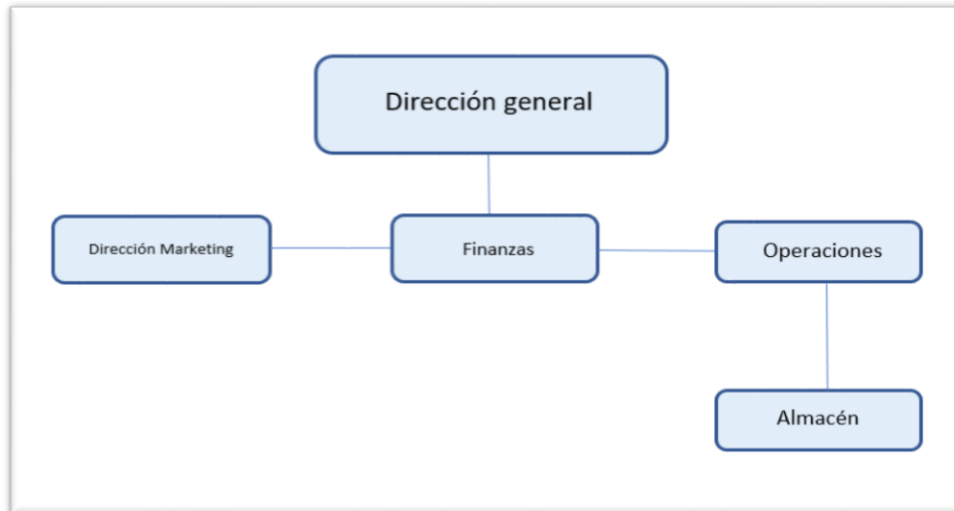 Dirección general
Dirección Marketing
Finanzas
Operaciones
Almacén